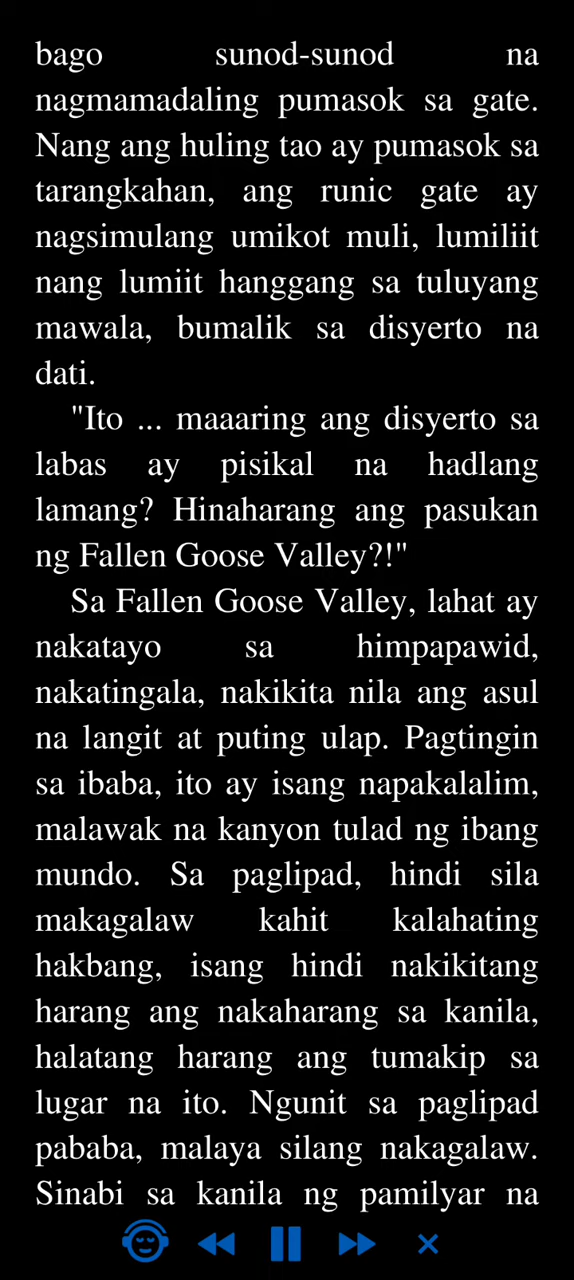 bago sunod-sunod na
nagmamadaling pumasok sa gate.
Nang ang huling tao ay pumasok sa
tarangkahan, ang runic gate ay
nagsimulang umikot muli, lumiliit
nang lumiit hanggang sa tuluyang
mawala, bumalik sa disyerto na
dati.
"Ito ... maaaring ang disyerto sa
labas ay pisikal na hadlang
lamang? Hinaharang ang pasukan
ng Fallen Goose Valley?!"
Sa Fallen Goose Valley, lahat ay
nakatayo sa himpapawid,
nakatingala, nakikita nila ang asul
na langit at puting ulap. Pagtingin
sa ibaba, ito ay isang napakalalim,
malawak na kanyon tulad ng ibang
mundo. Sa paglipad, hindi sila
makagalaw kahit kalahating
hakbang, isang hindi nakikitang
harang ang nakaharang sa kanila,
halatang harang ang tumakip sa
lugar na ito. Ngunit sa paglipad
pababa, malaya silang nakagalaw.
Sinabi sa kanila ng pamilyar na